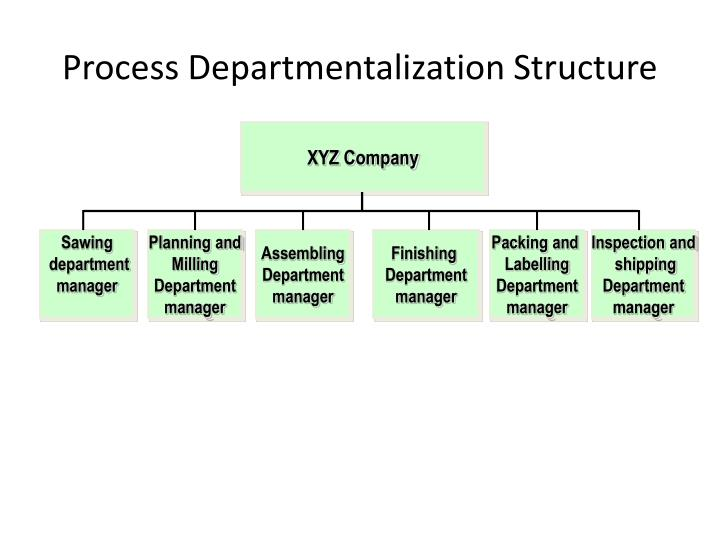 Process Departmentalization Structure
XYZ Company
Sawing
department
manager
Planning and
Milling
Department
manager
Assembling
Department
manager
Finishing
Department
manager
Packing and
Labelling
Department
manager
Inspection and
shipping
Department
manager